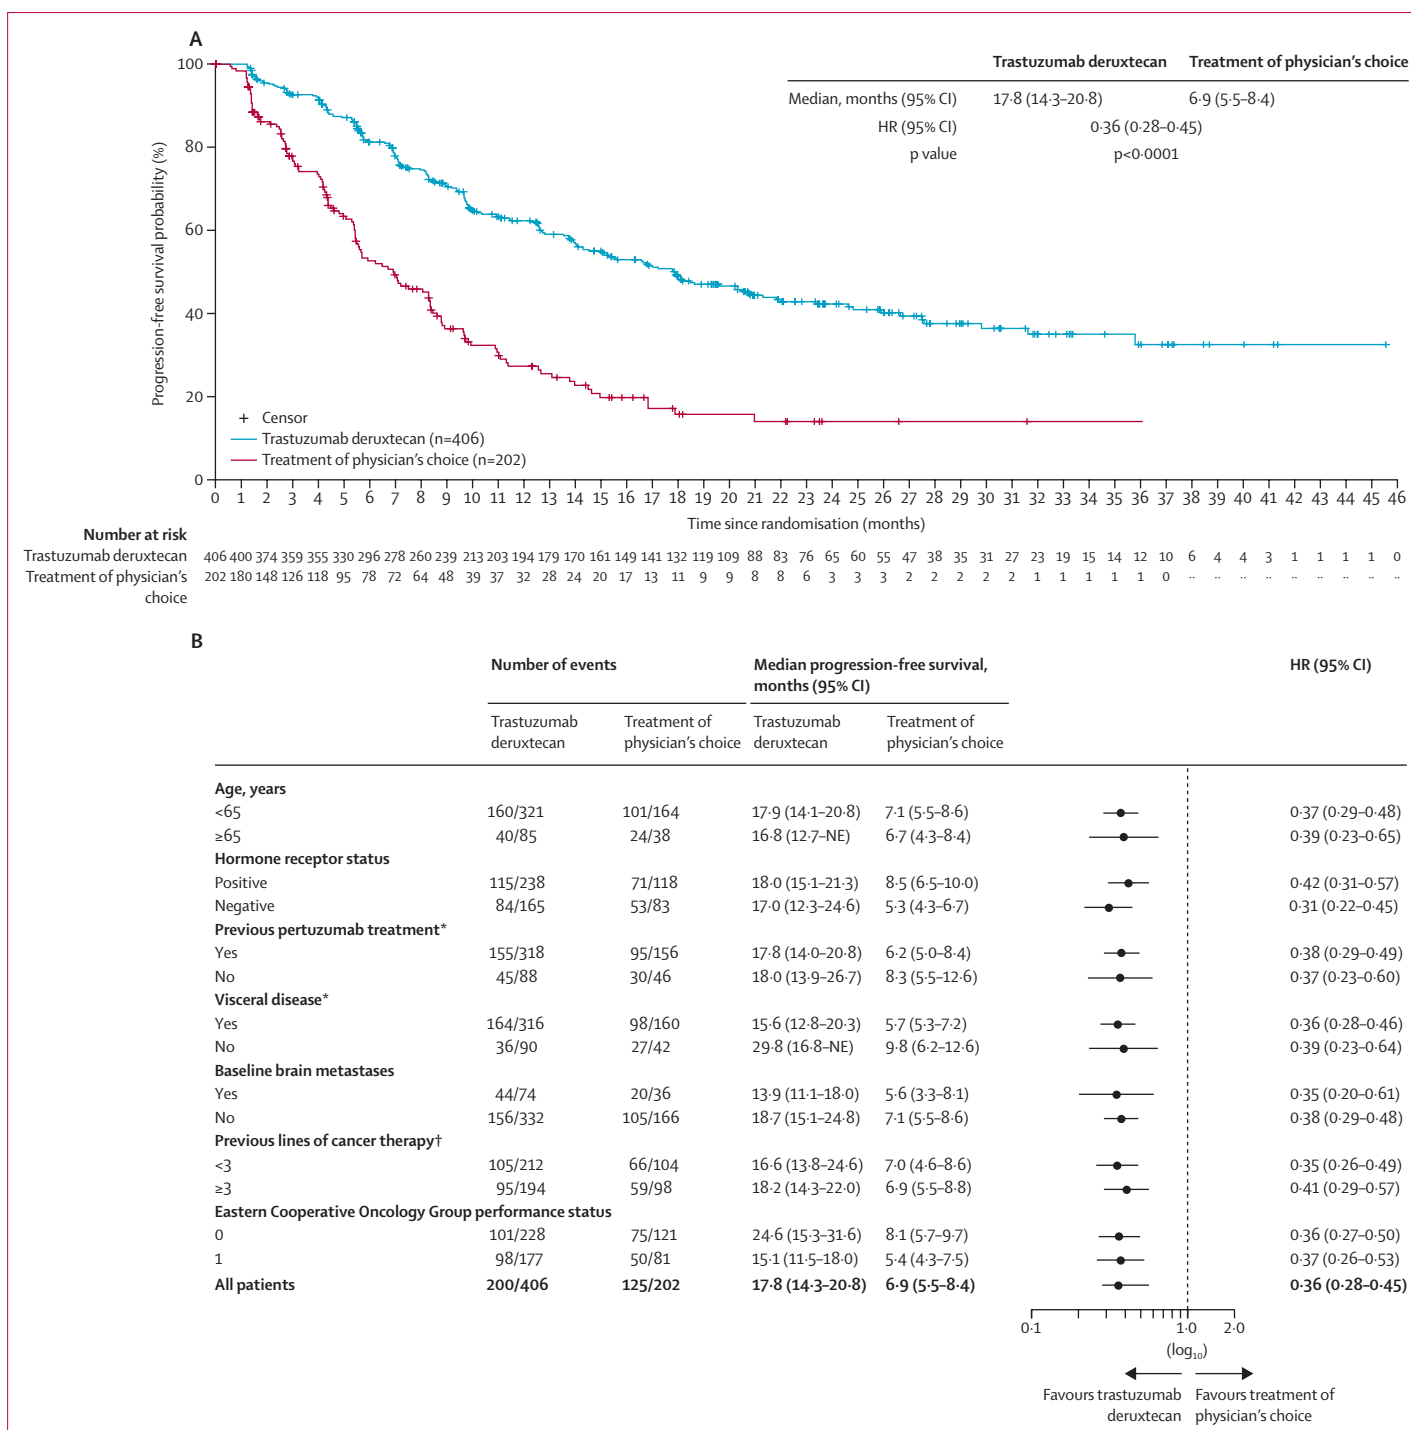 A
Trastuzumab deruxtecan Treatment of physician's choice
Median, months (95% CI) 17·8 (14·3–20·8) 6·9 (5·5–8·4)
HR (95% CI) 0·36 (0·28–0·45)
p value p<0·0001
Progression-free survival probability (%)
100
80
60
40
20
0
+ Censor
Trastuzumab deruxtecan (n=406)
Treatment of physician's choice (n=202)
0 1 2 3 4 5 6 7 8 9 10 11 12 13 14 15 16 17 18 19 20 21 22 23 24 25 26 27 28 29 30 31 32 33 34 35 36 37 38 39 40 41 42 43 44 45 46
Time since randomisation (months)
Number at risk
Trastuzumab deruxtecan 406 400 374 359 355 330 296 278 260 239 213 203 194 179 170 161 149 141 132 119 109 88 83 76 65 60 55 47 38 35 31 27 23 19 15 14 12 10 6 4 4 3 1 1 1 1 0
Treatment of physician's 202 180 148 126 118 95 78 72 64 48 39 37 32 28 24 20 17 13 11 9 9 8 8 6 3 3 3 2 2 2 2 2 1 1 1 1 1 0 ·· ·· ·· ·· ·· ·· ·· ·· ··
choice
B
Number of events Median progression-free survival, HR (95% CI)
months (95% CI)
Trastuzumab Treatment of Trastuzumab Treatment of
deruxtecan physician's choice deruxtecan physician's choice
Age, years
<65 160/321 101/164 17·9 (14·1–20·8) 7·1 (5·5–8·6) 0·37 (0·29–0·48)
≥65 40/85 24/38 16·8 (12·7–NE) 6·7 (4·3–8·4) 0·39 (0·23–0·65)
Hormone receptor status
Positive 115/238 71/118 18·0 (15·1–21·3) 8·5 (6·5–10·0) 0·42 (0·31–0·57)
Negative 84/165 53/83 17·0 (12·3–24·6) 5·3 (4·3–6·7) 0·31 (0·22–0·45)
Previous pertuzumab treatment*
Yes 155/318 95/156 17·8 (14·0–20·8) 6·2 (5·0–8·4) 0·38 (0·29–0·49)
No 45/88 30/46 18·0 (13·9–26·7) 8·3 (5·5–12·6) 0·37 (0·23–0·60)
Visceral disease*
Yes 164/316 98/160 15·6 (12·8–20·3) 5·7 (5·3–7·2) 0·36 (0·28–0·46)
No 36/90 27/42 29·8 (16·8–NE) 9·8 (6·2–12·6) 0·39 (0·23–0·64)
Baseline brain metastases
Yes 44/74 20/36 13·9 (11·1–18·0) 5·6 (3·3–8·1) 0·35 (0·20–0·61)
No 156/332 105/166 18·7 (15·1–24·8) 7·1 (5·5–8·6) 0·38 (0·29–0·48)
Previous lines of cancer therapy†
<3 105/212 66/104 16·6 (13·8–24·6) 7·0 (4·6–8·6) 0·35 (0·26–0·49)
≥3 95/194 59/98 18·2 (14·3–22·0) 6·9 (5·5–8·8) 0·41 (0·29–0·57)
Eastern Cooperative Oncology Group performance status
0 101/228 75/121 24·6 (15·3–31·6) 8·1 (5·7–9·7) 0·36 (0·27–0·50)
1 98/177 50/81 15·1 (11·5–18·0) 5·4 (4·3–7·5) 0·37 (0·26–0·53)
All patients 200/406 125/202 17·8 (14·3–20·8) 6·9 (5·5–8·4) 0·36 (0·28–0·45)
0·1 1·0 2·0
(log₁₀)
Favours trastuzumab Favours treatment of
deruxtecan physician's choice